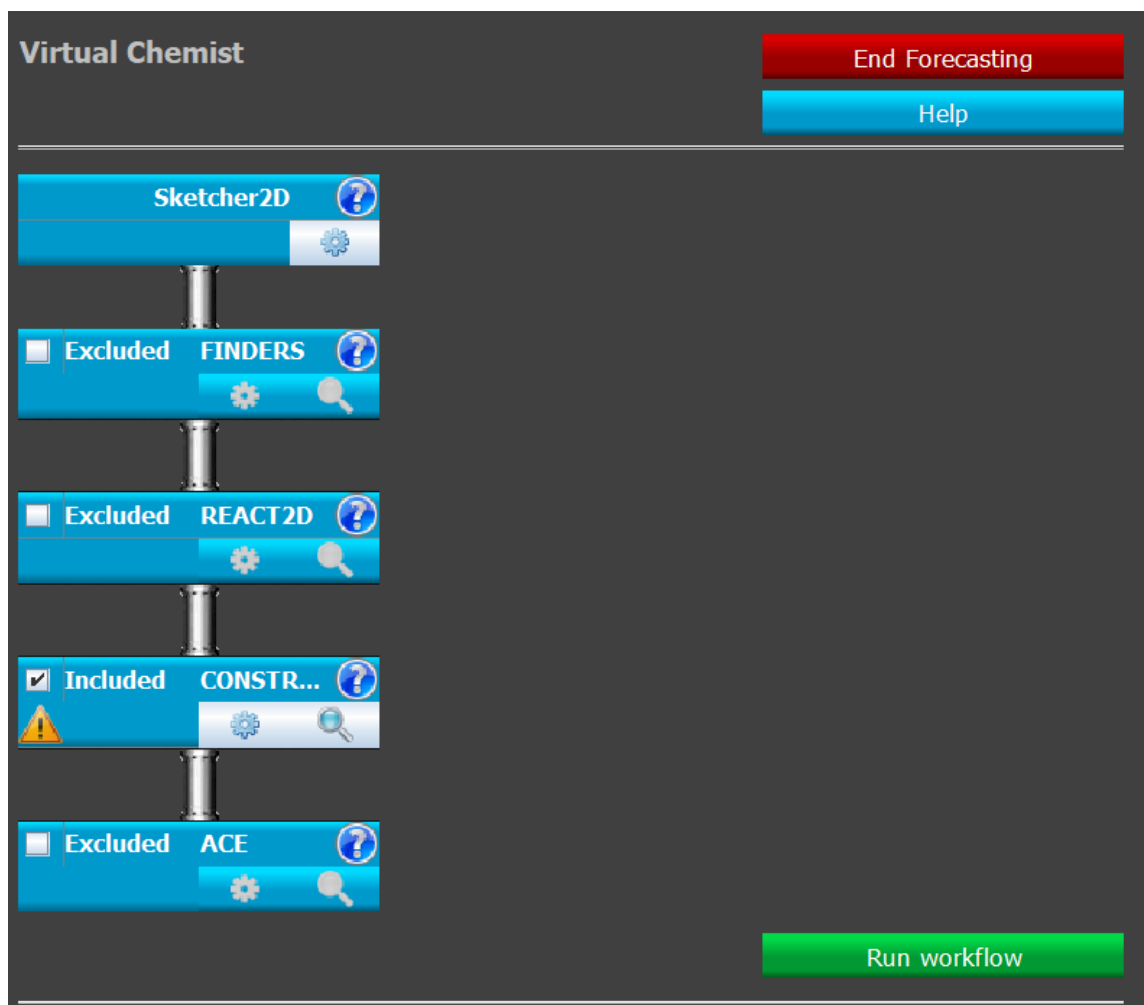 Virtual Chemist
End Forecasting
Help
Sketcher2D
Excluded FINDERS
Excluded REACT2D
Included CONSTR...
Excluded ACE
Run workflow